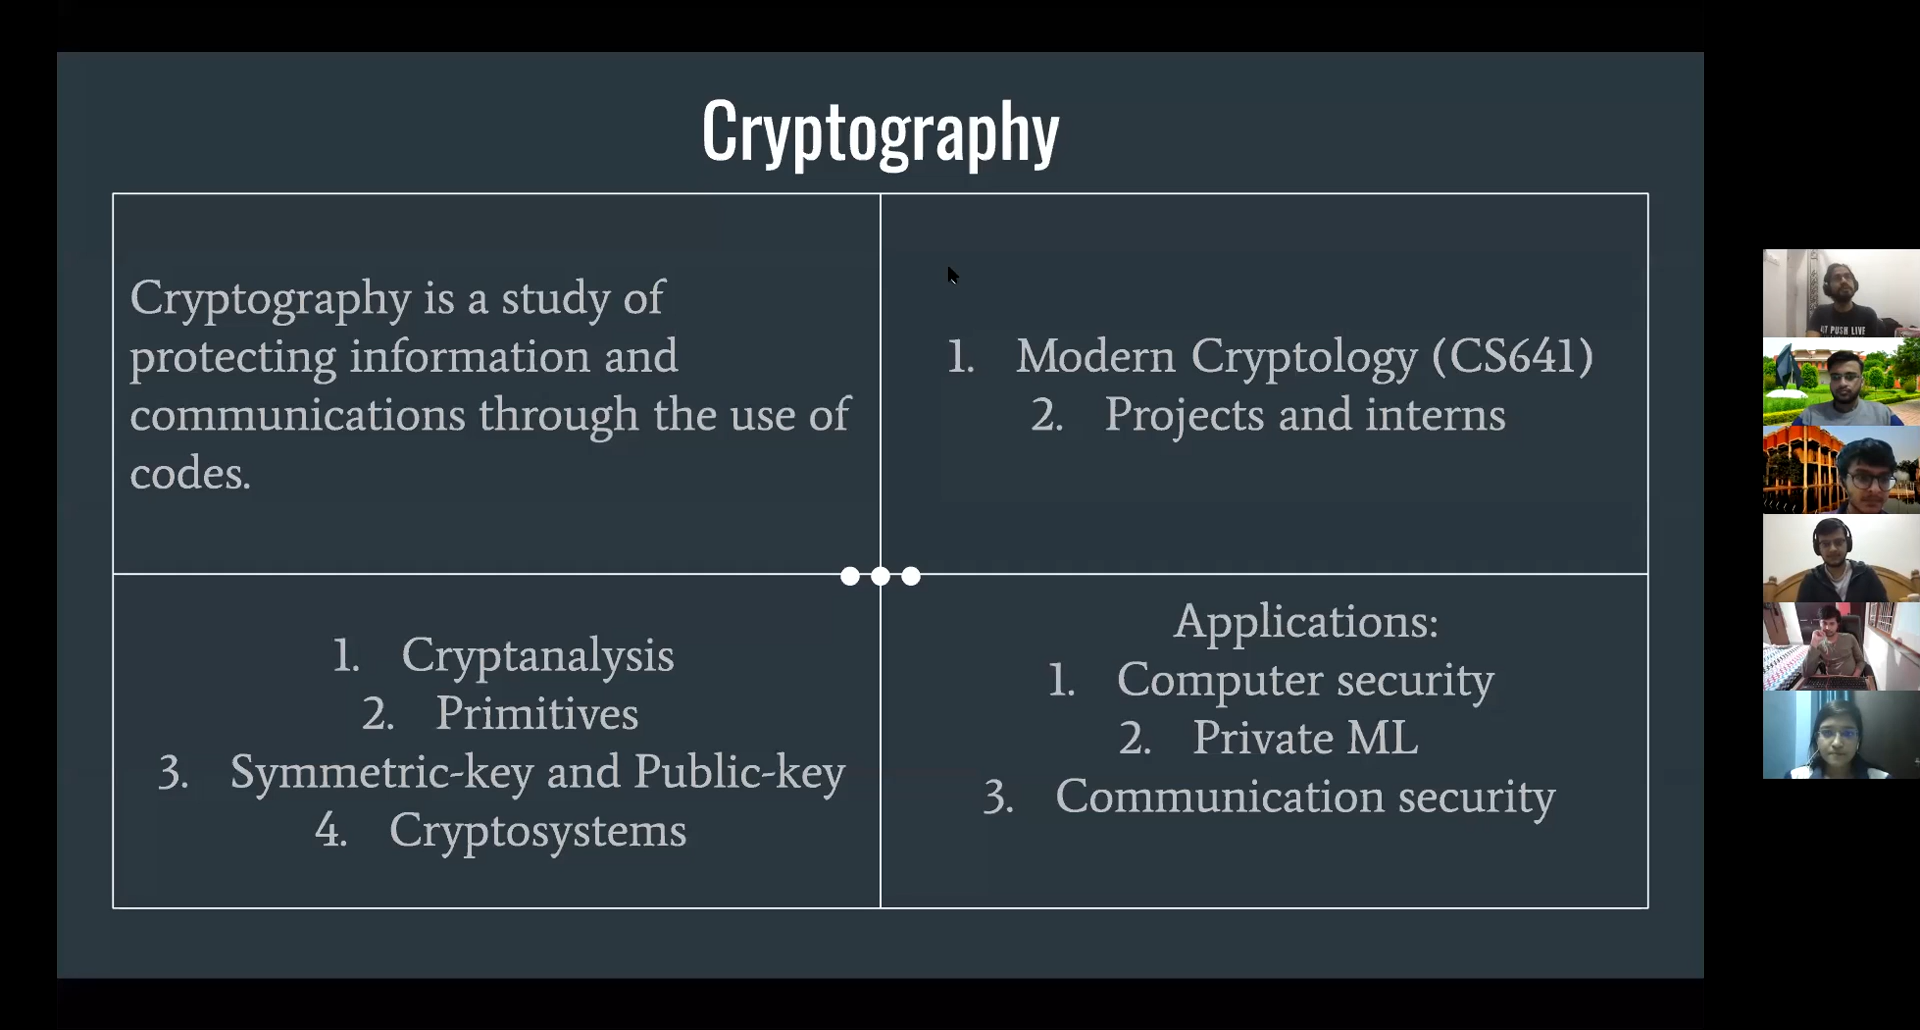 Cryptography
Cryptography is a study of
protecting information and
communications through the use of
codes.
1. Modern Cryptology (CS641)
2. Projects and interns
1. Cryptanalysis
2. Primitives
3. Symmetric-key and Public-key
4. Cryptosystems
Applications:
1. Computer security
2. Private ML
3. Communication security
PUSH LIVE